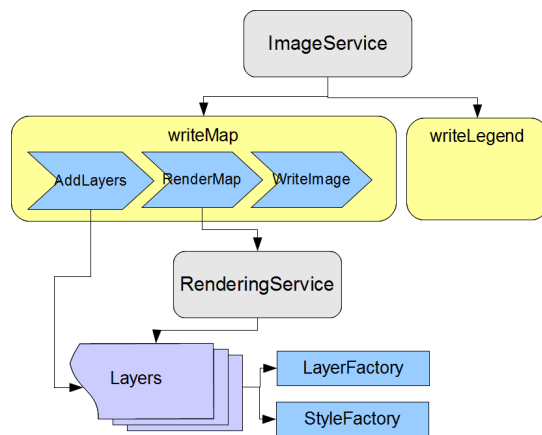 ImageService
writeMap
writeLegend
AddLayers
RenderMap
WriteImage
RenderingService
Layers
LayerFactory
StyleFactory